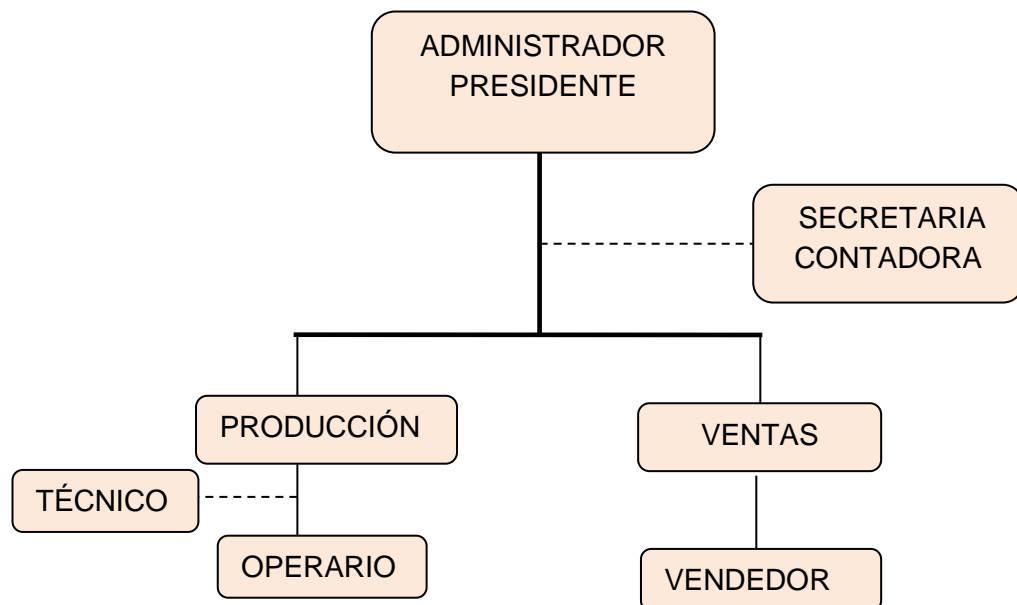 ADMINISTRADOR
PRESIDENTE
SECRETARIA
CONTADORA
PRODUCCIÓN
VENTAS
TÉCNICO
OPERARIO
VENDEDOR